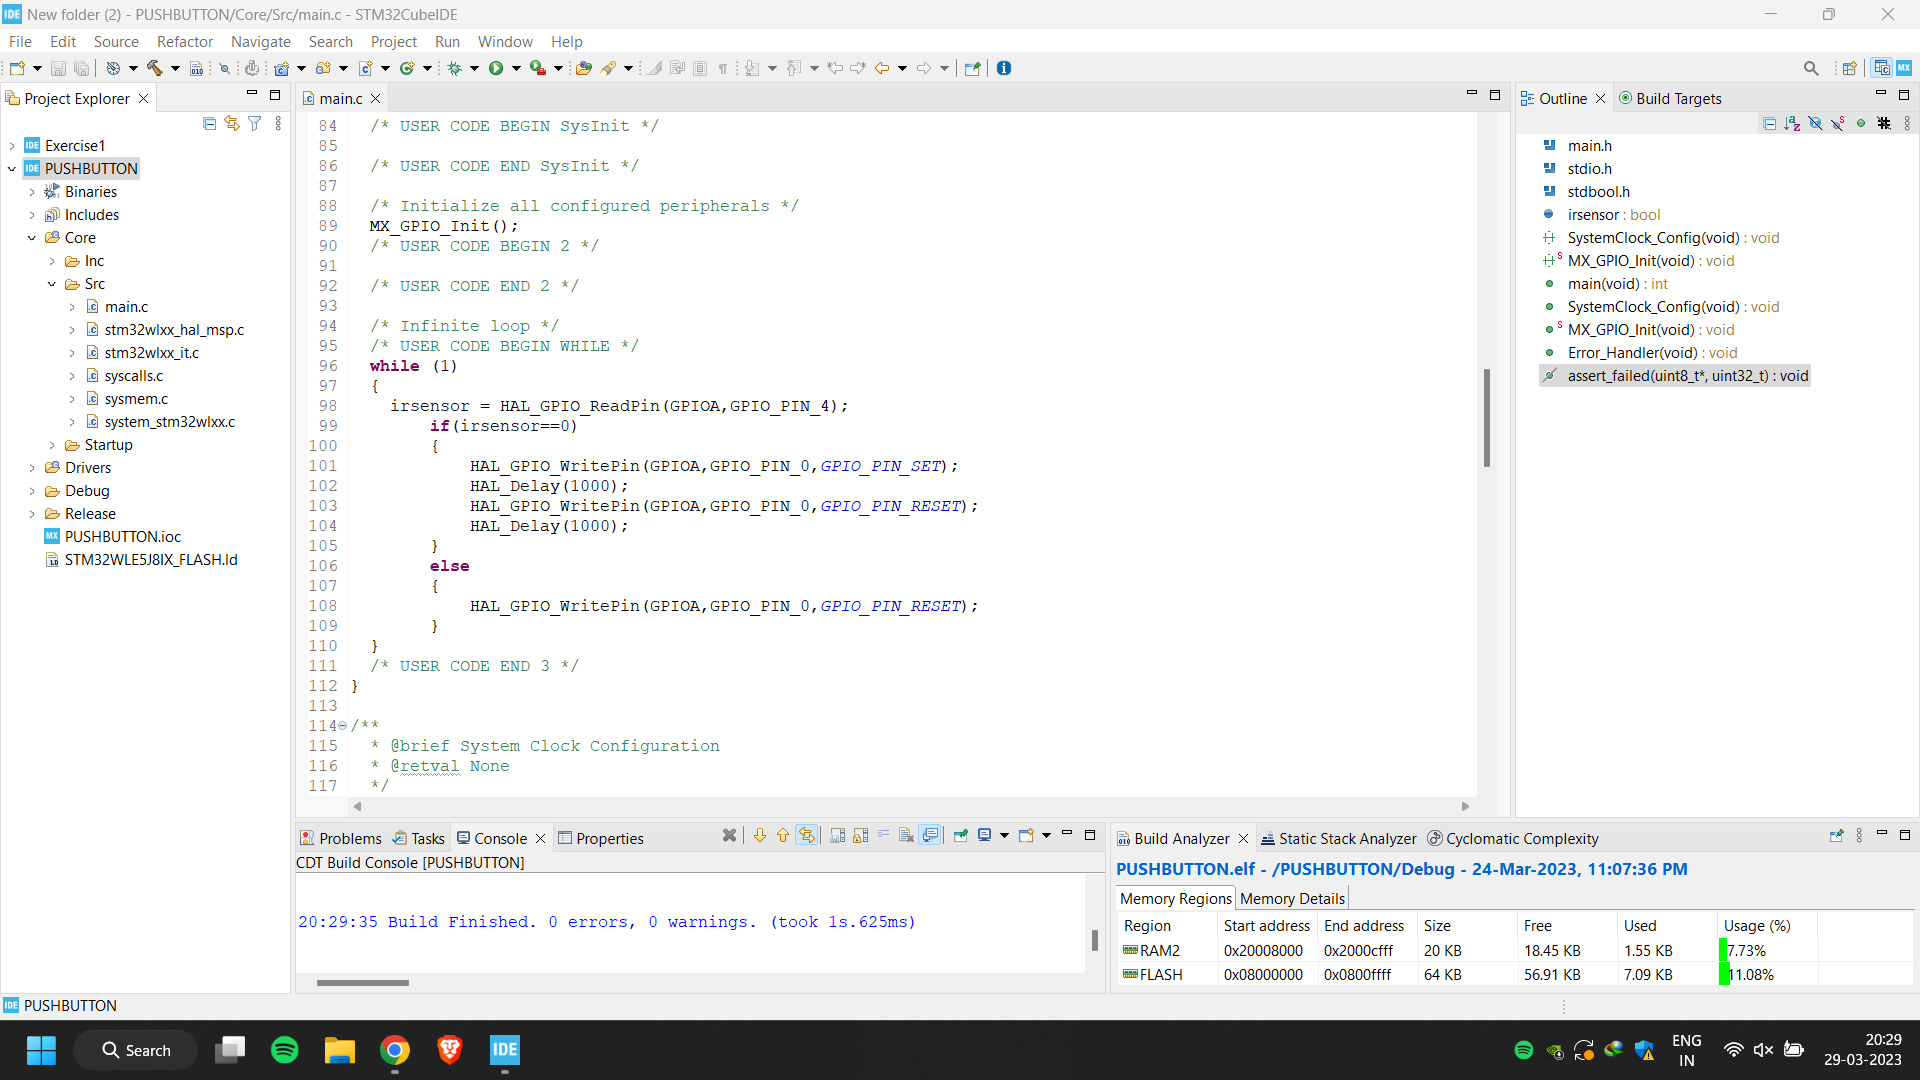 IDE New folder (2) - PUSHBUTTON/Core/Src/main.c - STM32CubeIDE
File Edit Source Refactor Navigate Search Project Run Window Help
Project Explorer
IDE Exercise1
IDE PUSHBUTTON
Binaries
Includes
Core
Inc
Src
main.c
stm32wlxx_hal_msp.c
stm32wlxx_it.c
syscalls.c
sysmem.c
system_stm32wlxx.c
Startup
Drivers
Debug
Release
MX PUSHBUTTON.ioc
STM32WLE5J8IX_FLASH.ld
main.c
84 /* USER CODE BEGIN SysInit */
85
86 /* USER CODE END SysInit */
87
88 /* Initialize all configured peripherals */
89 MX_GPIO_Init();
90 /* USER CODE BEGIN 2 */
91
92 /* USER CODE END 2 */
93
94 /* Infinite loop */
95 /* USER CODE BEGIN WHILE */
96 while (1)
97 {
98 irsensor = HAL_GPIO_ReadPin(GPIOA,GPIO_PIN_4);
99 if(irsensor==0)
100 {
101 HAL_GPIO_WritePin(GPIOA,GPIO_PIN_0,GPIO_PIN_SET);
102 HAL_Delay(1000);
103 HAL_GPIO_WritePin(GPIOA,GPIO_PIN_0,GPIO_PIN_RESET);
104 HAL_Delay(1000);
105 }
106 else
107 {
108 HAL_GPIO_WritePin(GPIOA,GPIO_PIN_0,GPIO_PIN_RESET);
109 }
110 }
111 /* USER CODE END 3 */
112 }
113
114 /**
115 * @brief System Clock Configuration
116 * @retval None
117 */
Outline Build Targets
main.h
stdio.h
stdbool.h
irsensor : bool
SystemClock_Config(void) : void
MX_GPIO_Init(void) : void
main(void) : int
SystemClock_Config(void) : void
MX_GPIO_Init(void) : void
Error_Handler(void) : void
assert_failed(uint8_t*, uint32_t) : void
Problems Tasks Console Properties
CDT Build Console [PUSHBUTTON]
20:29:35 Build Finished. 0 errors, 0 warnings. (took 1s.625ms)
Build Analyzer Static Stack Analyzer Cyclomatic Complexity
PUSHBUTTON.elf - /PUSHBUTTON/Debug - 24-Mar-2023, 11:07:36 PM
Memory Regions Memory Details
Region Start address End address Size Free Used Usage (%)
RAM2 0x20008000 0x2000cfff 20 KB 18.45 KB 1.55 KB 7.73%
FLASH 0x08000000 0x0800ffff 64 KB 56.91 KB 7.09 KB 11.08%
IDE PUSHBUTTON
Search
IDE
ENG
IN
20:29
29-03-2023